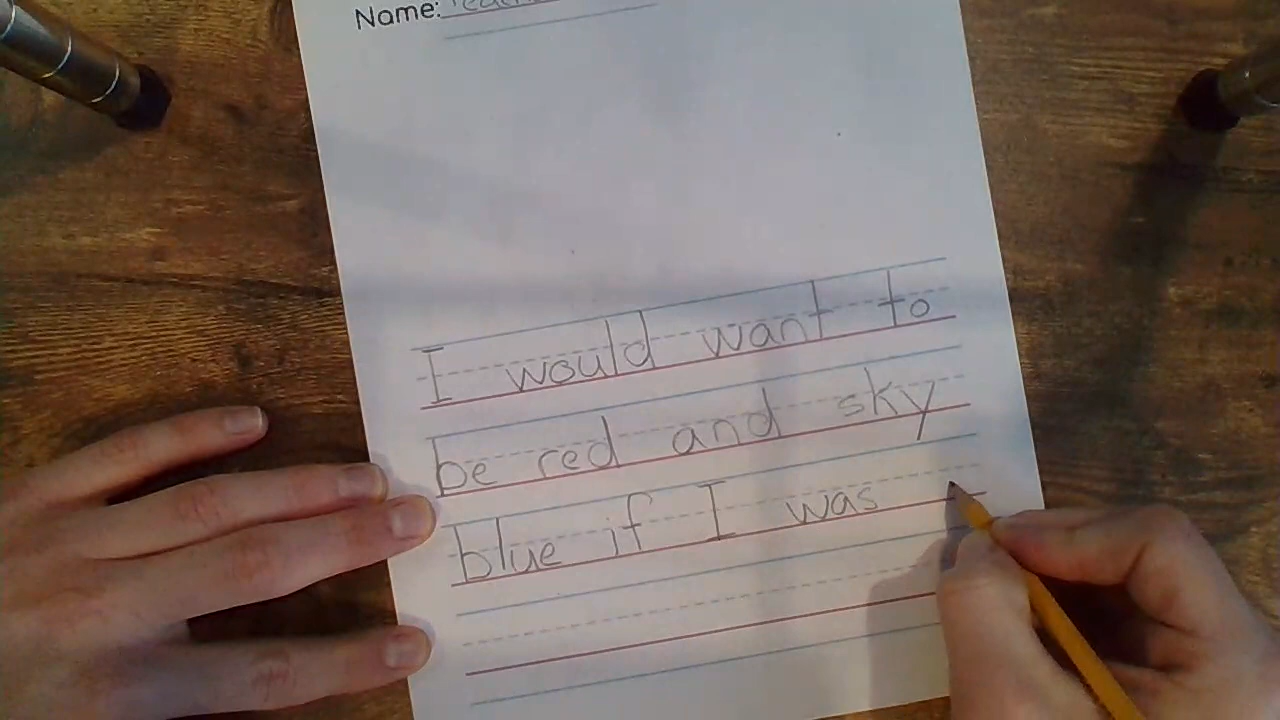 Name:
I would want to
be red and sky
blue if I was